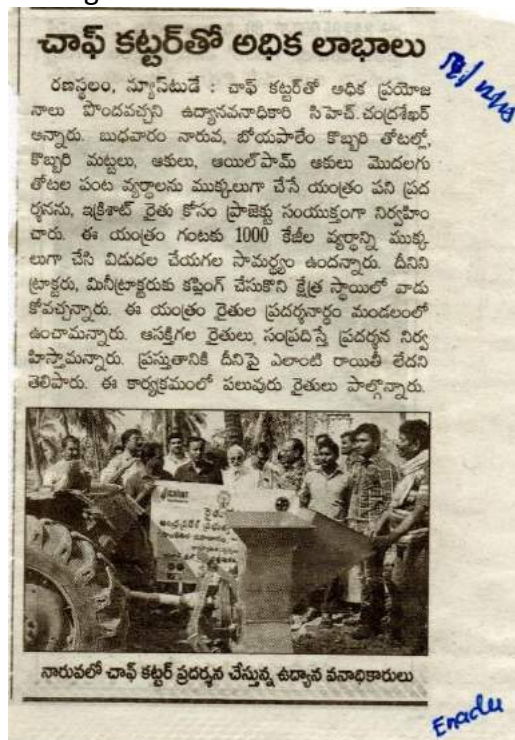 చాఫ్ కట్టర్‌తో అధిక లాభాలు
రణస్థలం, న్యూస్‌టుడే : చాఫ్ కట్టర్‌తో అధిక ప్రయోజ
నాలు పొందవచ్చని ఉద్యానవనాధికారి సిహెచ్.చంద్రశేఖర్
అన్నారు. బుధవారం నారువ, బోయపాలెం కొబ్బరి తోటల్లో,
కొబ్బరి మట్టలు, ఆకులు, ఆయిల్‌పామ్ ఆకులు మొదలగు
తోటల పంట వ్యర్థాలను ముక్కలుగా చేసే యంత్రం పని ప్రద
ర్శనను, ఇక్రిశాట్ రైతు కోసం ప్రాజెక్టు సంయుక్తంగా నిర్వహిం
చారు. ఈ యంత్రం గంటకు 1000 కేజీల వ్యర్థాన్ని ముక్క
లుగా చేసి విడుదల చేయగల సామర్థ్యం ఉందన్నారు. దీనిని
ట్రాక్టరు, మినీట్రాక్టరుకు కప్లింగ్ చేసుకొని క్షేత్ర స్థాయిలో వాడు
కోవచ్చన్నారు. ఈ యంత్రం రైతుల ప్రదర్శనార్థం మండలంలో
ఉంచామన్నారు. ఆసక్తిగల రైతులు సంప్రదిస్తే ప్రదర్శన నిర్వ
హిస్తామన్నారు. ప్రస్తుతానికి దీనిపై ఎలాంటి రాయితీ లేదని
తెలిపారు. ఈ కార్యక్రమంలో పలువురు రైతులు పాల్గొన్నారు.
నారువలో చాఫ్ కట్టర్ ప్రదర్శన చేస్తున్న ఉద్యాన వనాధికారులు
Enadu